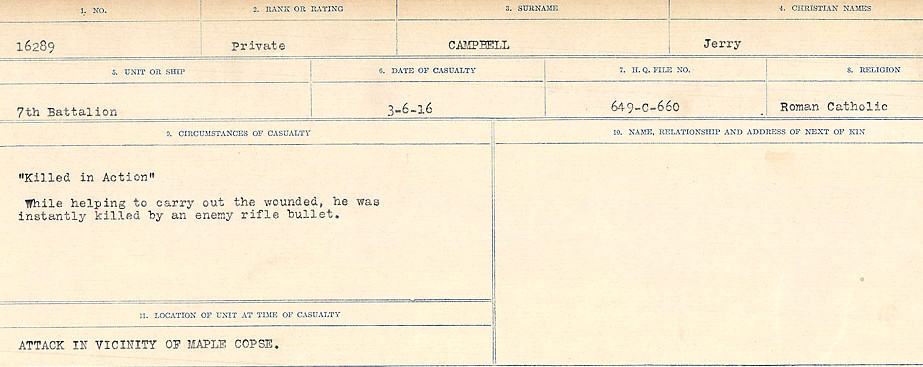 1. NO. 2. RANK OR RATING 3. SURNAME 4. CHRISTIAN NAMES
16289 Private CAMPBELL Jerry
5. UNIT OR SHIP 6. DATE OF CASUALTY 7. H. Q. FILE NO. 8. RELIGION
7th Battalion 3-6-16 649-C-660 Roman Catholic
9. CIRCUMSTANCES OF CASUALTY 10. NAME, RELATIONSHIP AND ADDRESS OF NEXT OF KIN
"Killed in Action"
While helping to carry out the wounded, he was
instantly killed by an enemy rifle bullet.
11. LOCATION OF UNIT AT TIME OF CASUALTY
ATTACK IN VICINITY OF MAPLE COPSE.